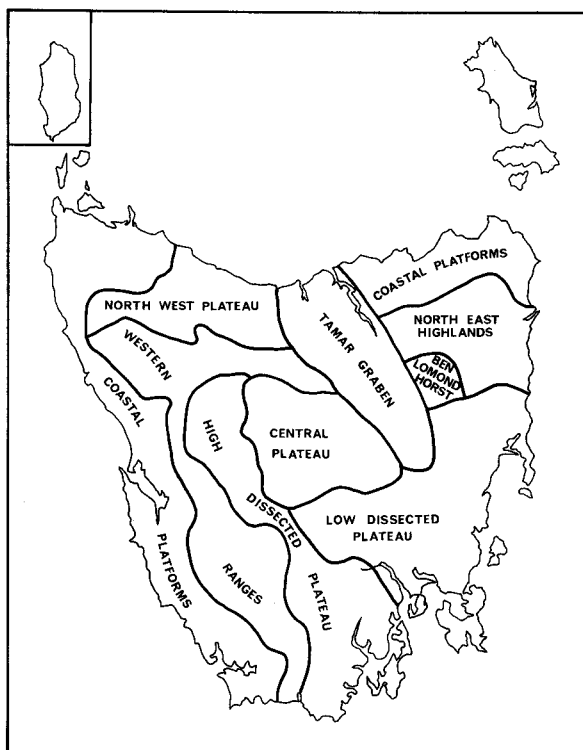 COASTAL PLATFORMS
NORTH WEST PLATEAU
TAMAR GRABEN
NORTH EAST
HIGHLANDS
WESTERN
BEN
LOMOND
HORST
COASTAL
HIGH
CENTRAL
PLATEAU
DISSECTED
LOW DISSECTED
PLATEAU
PLATFORMS
RANGES
PLATEAU